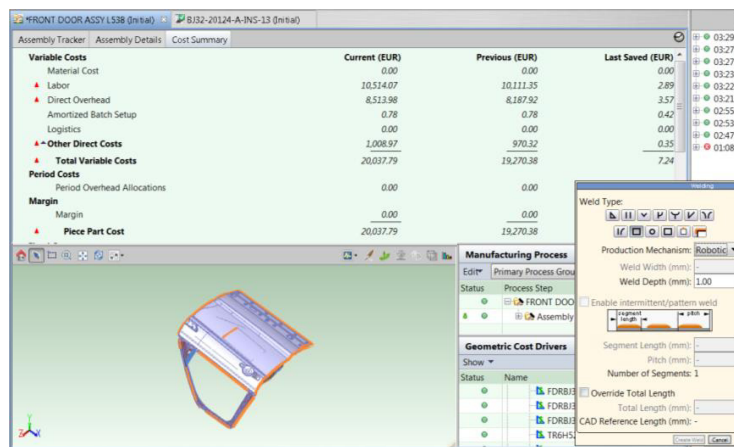 *FRONT DOOR ASSY L538 (Initial)
BJ32-20124-A-INS-13 (Initial)
Assembly Tracker Assembly Details Cost Summary
Current (EUR) Previous (EUR) Last Saved (EUR)
Variable Costs
Material Cost 0.00 0.00 0.00
Labor 10,514.07 10,111.35 2.89
Direct Overhead 8,513.98 8,187.92 3.57
Amortized Batch Setup 0.78 0.78 0.42
Logistics 0.00 0.00 0.00
Other Direct Costs 1,008.97 970.32 0.35
Total Variable Costs 20,037.79 19,270.38 7.24
Period Costs
Period Overhead Allocations 0.00 0.00
Margin
Margin 0.00 0.00
Piece Part Cost 20,037.79 19,270.38
03:29
03:27
03:27
03:23
03:22
03:21
02:55
02:53
02:47
01:08
Manufacturing Process
Edit Primary Process Grou
Status Process Step
FRONT DOO
Assembly
Geometric Cost Drivers
Show
Status Name
FDRBJ3
FDRBJ3
FDRBJ3
TR6H5
Welding
Weld Type:
Production Mechanism: Robotic
Weld Width (mm): -
Weld Depth (mm): 1.00
Enable intermittent/pattern weld
segment length
pitch
Segment Length (mm): -
Pitch (mm): -
Number of Segments: 1
Override Total Length
Total Length (mm): -
CAD Reference Length (mm): -
Create Weld Cancel
Y
Z X